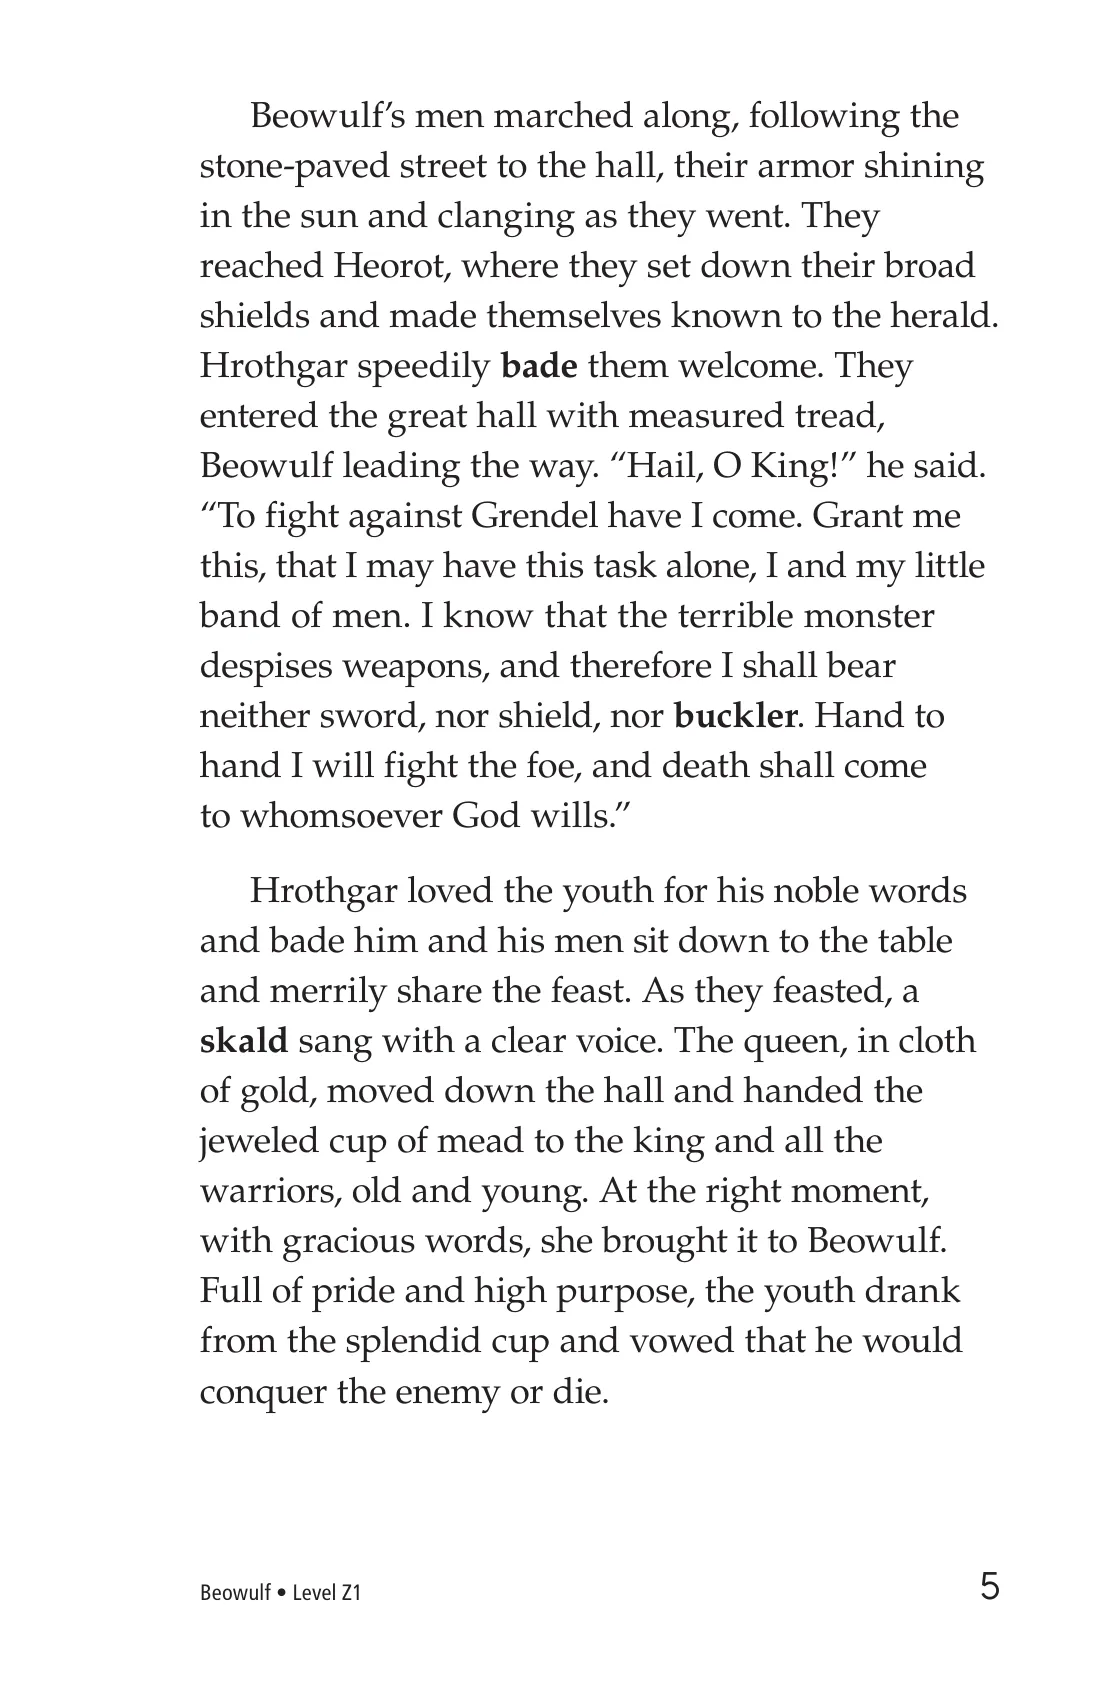 Beowulf’s men marched along, following the
stone-paved street to the hall, their armor shining
in the sun and clanging as they went. They
reached Heorot, where they set down their broad
shields and made themselves known to the herald.
Hrothgar speedily bade them welcome. They
entered the great hall with measured tread,
Beowulf leading the way. “Hail, O King!” he said.
“To fight against Grendel have I come. Grant me
this, that I may have this task alone, I and my little
band of men. I know that the terrible monster
despises weapons, and therefore I shall bear
neither sword, nor shield, nor buckler. Hand to
hand I will fight the foe, and death shall come
to whomsoever God wills.”
Hrothgar loved the youth for his noble words
and bade him and his men sit down to the table
and merrily share the feast. As they feasted, a
skald sang with a clear voice. The queen, in cloth
of gold, moved down the hall and handed the
jeweled cup of mead to the king and all the
warriors, old and young. At the right moment,
with gracious words, she brought it to Beowulf.
Full of pride and high purpose, the youth drank
from the splendid cup and vowed that he would
conquer the enemy or die.
Beowulf • Level Z1
5